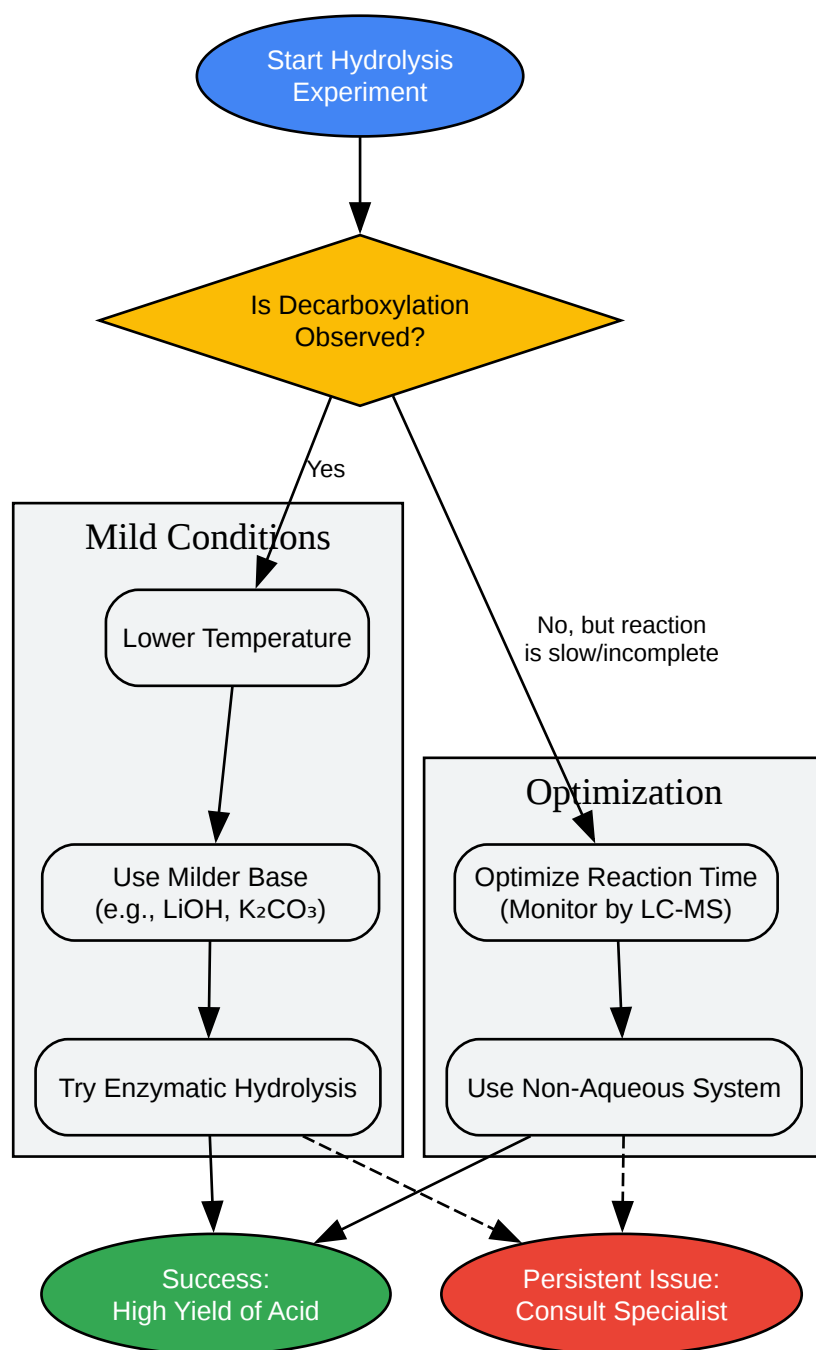 Start Hydrolysis
Experiment
Is Decarboxylation
Observed?
Yes
Mild Conditions
Lower Temperature
No, but reaction
is slow/incomplete
Optimization
Use Milder Base
(e.g., LiOH, K₂CO₃)
Optimize Reaction Time
(Monitor by LC-MS)
Try Enzymatic Hydrolysis
Use Non-Aqueous System
Success:
High Yield of Acid
Persistent Issue:
Consult Specialist